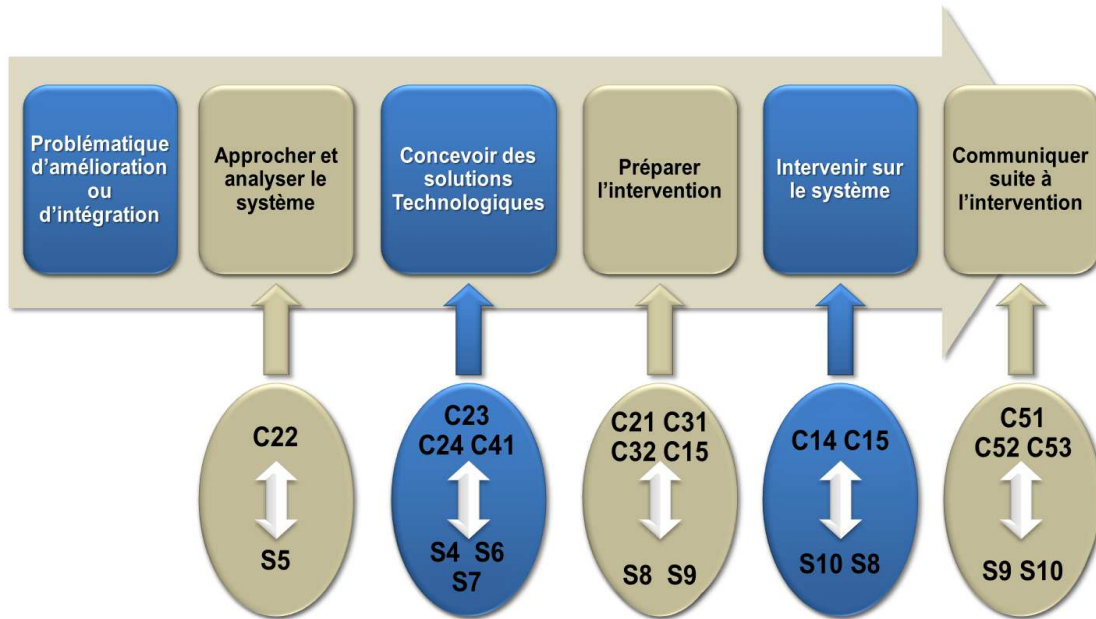 Problématique
d'amélioration
ou
d'intégration
Approcher et
analyser le
système
Concevoir des
solutions
Technologiques
Préparer
l'intervention
Intervenir sur
le système
Communiquer
suite à
l'intervention
C22
S5
C23
C24 C41
S4 S6
S7
C21 C31
C32 C15
S8 S9
C14 C15
S10 S8
C51
C52 C53
S9 S10